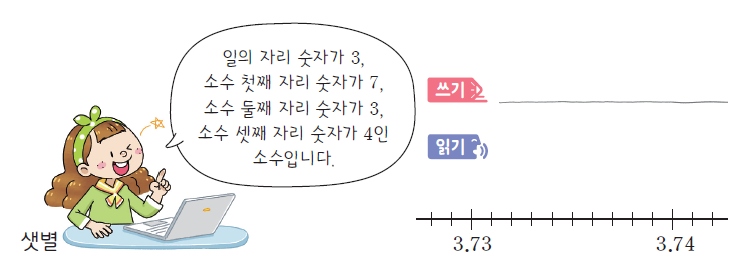 일의 자리 숫자가 3,
소수 첫째 자리 숫자가 7,
소수 둘째 자리 숫자가 3,
소수 셋째 자리 숫자가 4인
소수입니다.
샛별
쓰기
읽기
3.73 3.74